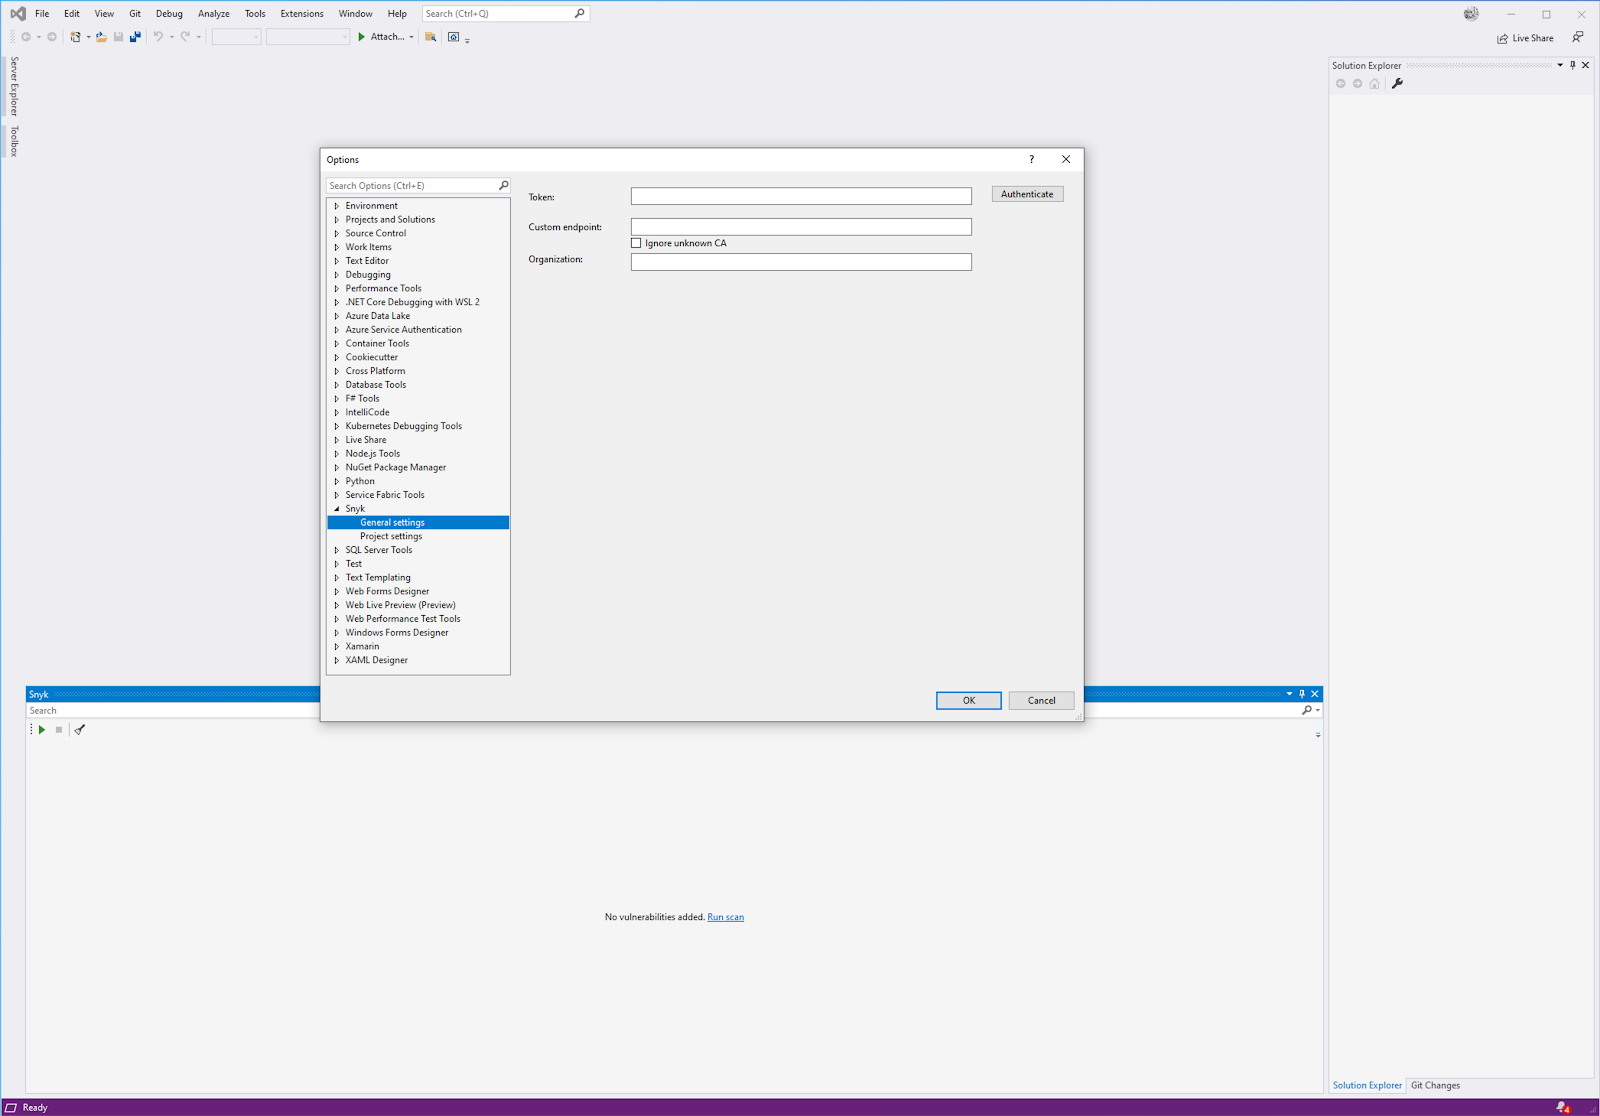 File Edit View Git Debug Analyze Tools Extensions Window Help Search (Ctrl+Q)
Attach...
Live Share
Server Explorer
Toolbox
Solution Explorer
Options
?
Search Options (Ctrl+E)
Environment
Projects and Solutions
Source Control
Work Items
Text Editor
Debugging
Performance Tools
.NET Core Debugging with WSL 2
Azure Data Lake
Azure Service Authentication
Container Tools
Cookiecutter
Cross Platform
Database Tools
F# Tools
IntelliCode
Kubernetes Debugging Tools
Live Share
Node.js Tools
NuGet Package Manager
Python
Service Fabric Tools
Snyk
General settings
Project settings
SQL Server Tools
Test
Text Templating
Web Forms Designer
Web Live Preview (Preview)
Web Performance Test Tools
Windows Forms Designer
Xamarin
XAML Designer
Token:
Authenticate
Custom endpoint:
Ignore unknown CA
Organization:
OK Cancel
Snyk
Search
No vulnerabilities added. Run scan
Solution Explorer Git Changes
Ready
4